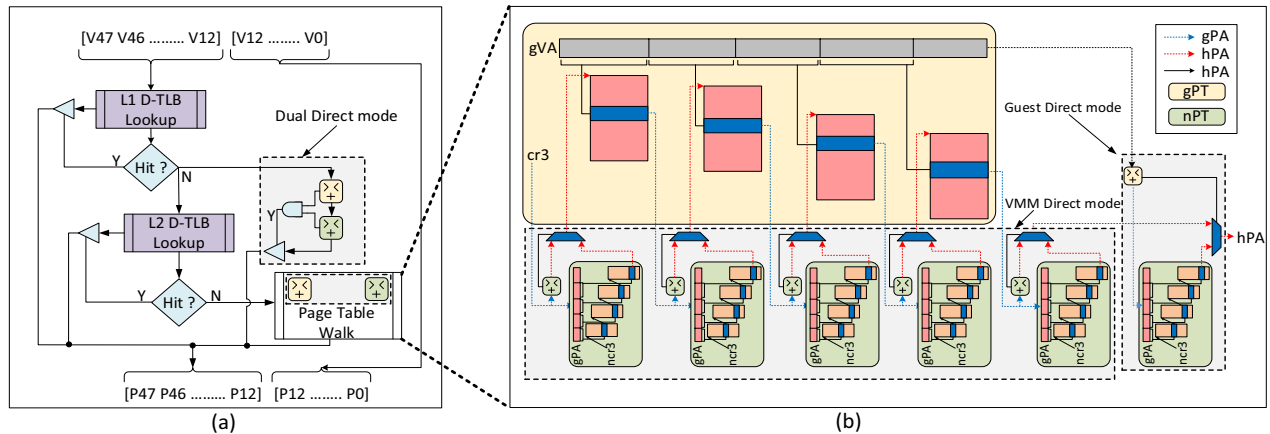 [V47 V46 ......... V12]
[V12 ........ V0]
L1 D-TLB
Lookup
Dual Direct mode
Hit ?
Y
N
Y
L2 D-TLB
Lookup
Hit ?
Y
N
Page Table
Walk
[P47 P46 ......... P12]
[P12 ........ P0]
(a)
gVA
cr3
gPA
hPA
hPA
gPT
nPT
Guest Direct mode
VMM Direct mode
hPA
gPA
ncr3
gPA
ncr3
gPA
ncr3
gPA
ncr3
gPA
ncr3
gPA
ncr3
(b)